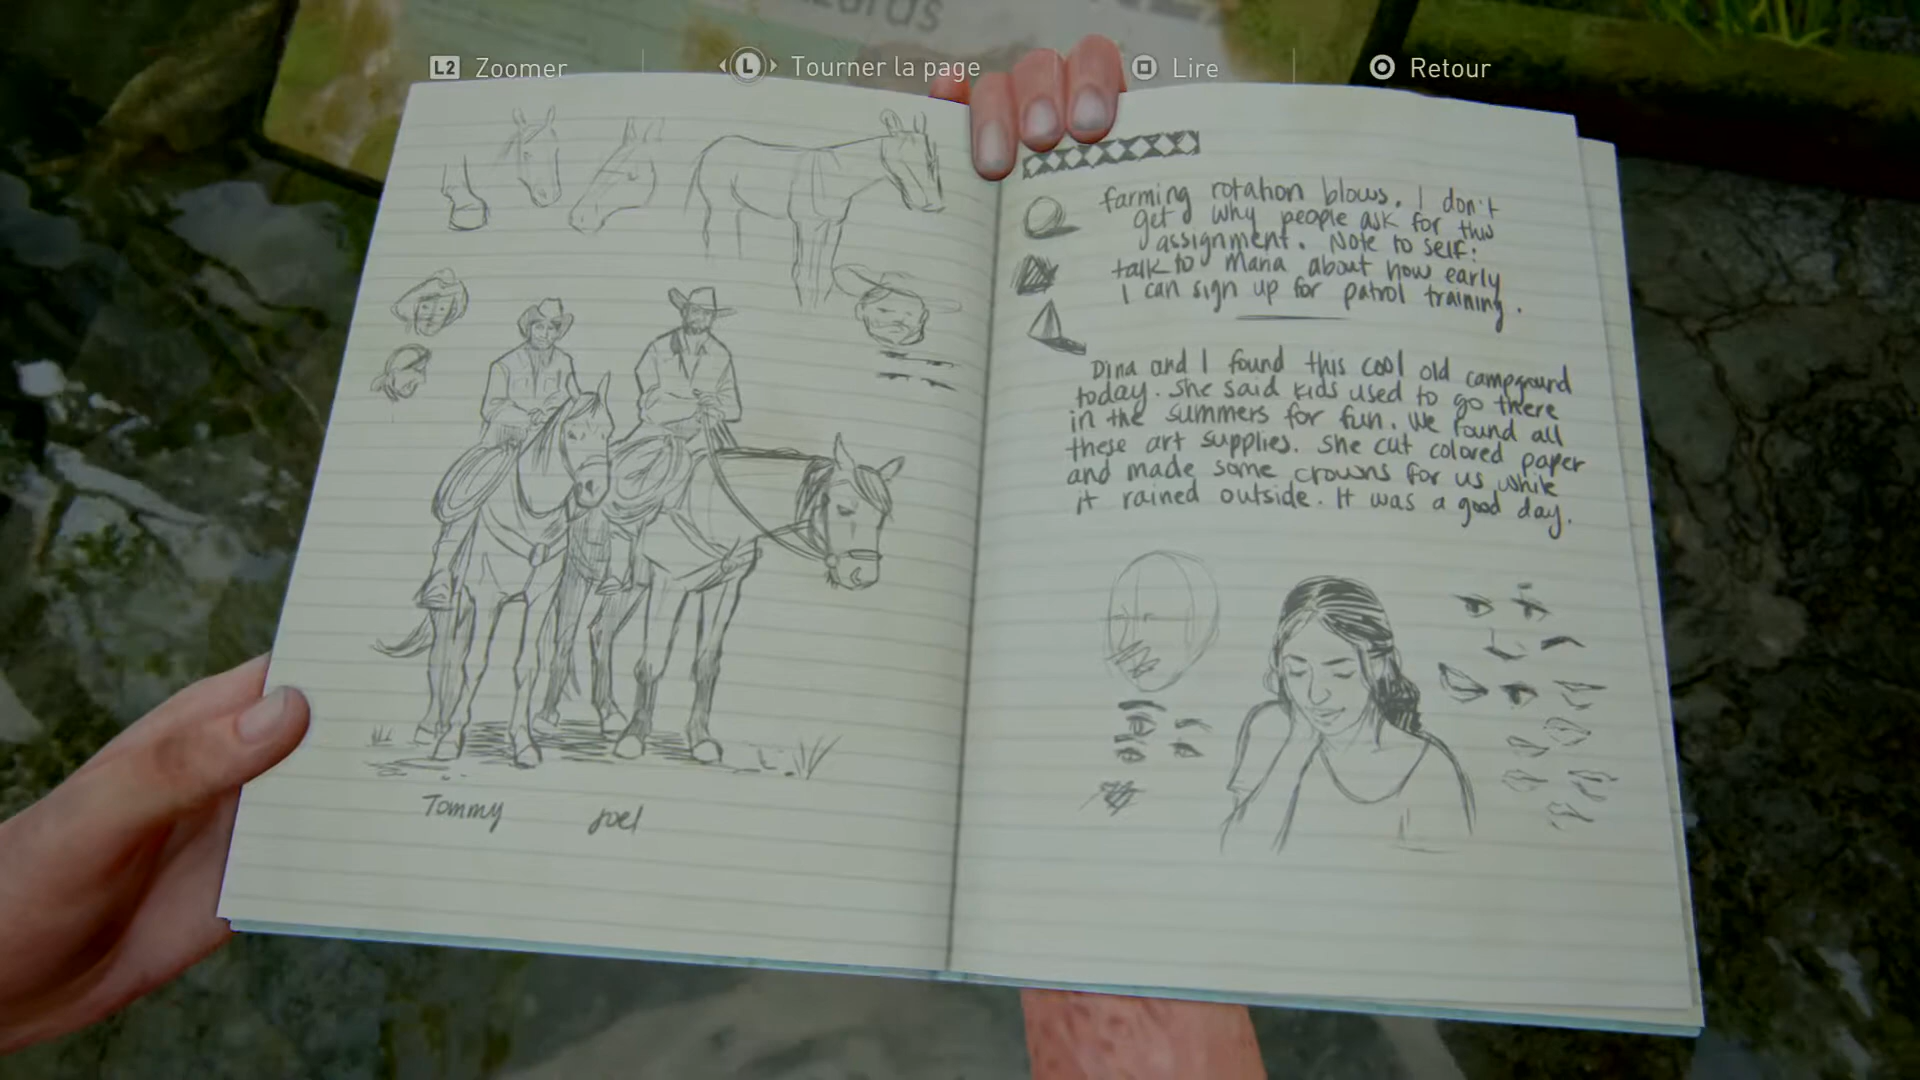 zards
L2 Zoomer
L Tourner la page
Lire
Retour
Tommy Joel
farming rotation blows. I don't
get why people ask for this
assignment. Note to self:
talk to Maria about how early
I can sign up for patrol training.
Dina and I found this cool old campground
today. She said kids used to go there
in the summers for fun. We found all
these art supplies. She cut colored paper
and made some crowns for us while
it rained outside. It was a good day.